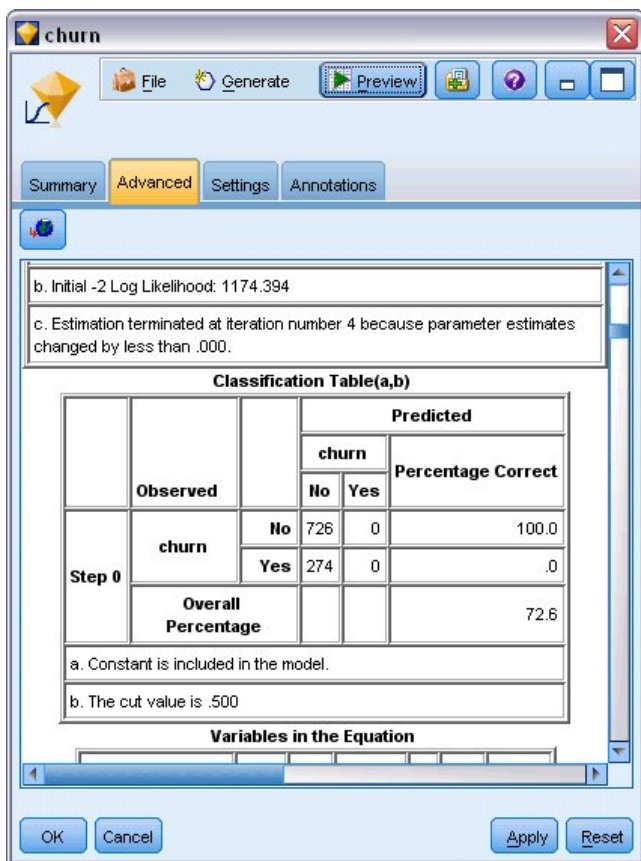 churn
File Generate Preview
Summary Advanced Settings Annotations
b. Initial -2 Log Likelihood: 1174.394
c. Estimation terminated at iteration number 4 because parameter estimates
changed by less than .000.
Classification Table(a,b)
Predicted
churn
Percentage Correct
Observed
No Yes
Step 0
churn
No 726 0 100.0
Yes 274 0 .0
Overall
Percentage
72.6
a. Constant is included in the model.
b. The cut value is .500
Variables in the Equation
OK Cancel Apply Reset